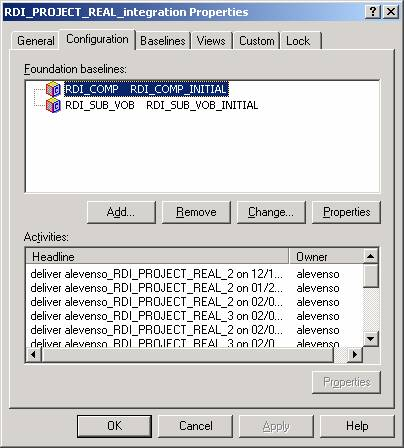 RDI_PROJECT_REAL_integration Properties
General Configuration Baselines Views Custom Lock
Foundation baselines:
RDI_COMP RDI_COMP_INITIAL
RDI_SUB_VOB RDI_SUB_VOB_INITIAL
Add... Remove Change... Properties
Activities:
Headline Owner
deliver alevenso_RDI_PROJECT_REAL_2 on 12/1... alevenso
deliver alevenso_RDI_PROJECT_REAL_2 on 01/2... alevenso
deliver alevenso_RDI_PROJECT_REAL_2 on 02/0... alevenso
deliver alevenso_RDI_PROJECT_REAL_3 on 02/0... alevenso
deliver alevenso_RDI_PROJECT_REAL_2 on 02/0... alevenso
deliver alevenso_RDI_PROJECT_REAL_3 on 02/0... alevenso
Properties
OK Cancel Apply Help